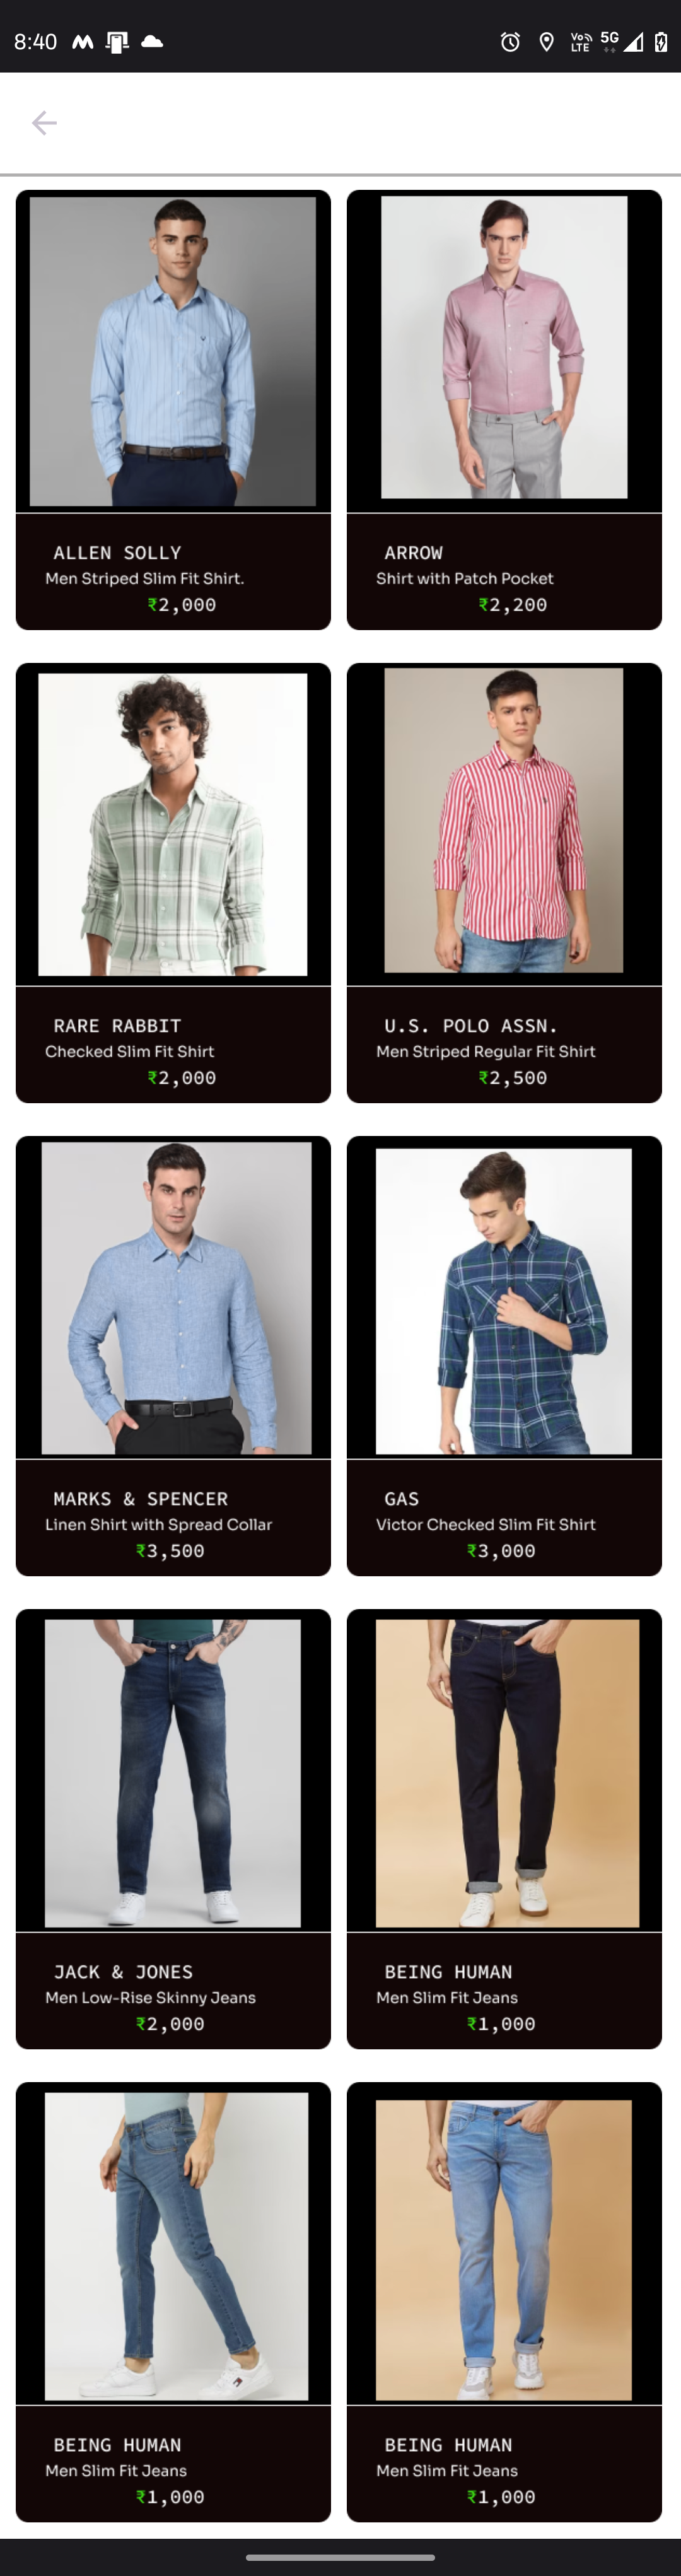 8:40
Vo
LTE
5G
ALLEN SOLLY
Men Striped Slim Fit Shirt.
₹2,000
ARROW
Shirt with Patch Pocket
₹2,200
RARE RABBIT
Checked Slim Fit Shirt
₹2,000
U.S. POLO ASSN.
Men Striped Regular Fit Shirt
₹2,500
MARKS & SPENCER
Linen Shirt with Spread Collar
₹3,500
GAS
Victor Checked Slim Fit Shirt
₹3,000
JACK & JONES
Men Low-Rise Skinny Jeans
₹2,000
BEING HUMAN
Men Slim Fit Jeans
₹1,000
BEING HUMAN
Men Slim Fit Jeans
₹1,000
BEING HUMAN
Men Slim Fit Jeans
₹1,000